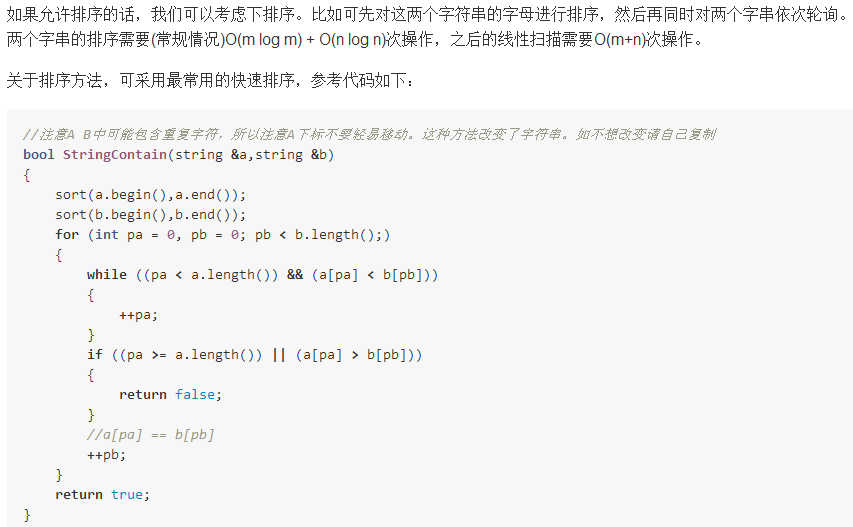 如果允许排序的话，我们可以考虑下排序。比如可先对这两个字符串的字母进行排序，然后再同时对两个字串依次轮询。
两个字串的排序需要(常规情况)O(m log m) + O(n log n)次操作，之后的线性扫描需要O(m+n)次操作。
关于排序方法，可采用最常用的快速排序，参考代码如下：
//注意A B中可能包含重复字符，所以注意A下标不要轻易移动。这种方法改变了字符串。如不想改变请自己复制
bool StringContain(string &a,string &b)
{
    sort(a.begin(),a.end());
    sort(b.begin(),b.end());
    for (int pa = 0, pb = 0; pb < b.length();)
    {
        while ((pa < a.length()) && (a[pa] < b[pb]))
        {
            ++pa;
        }
        if ((pa >= a.length()) || (a[pa] > b[pb]))
        {
            return false;
        }
        //a[pa] == b[pb]
        ++pb;
    }
    return true;
}